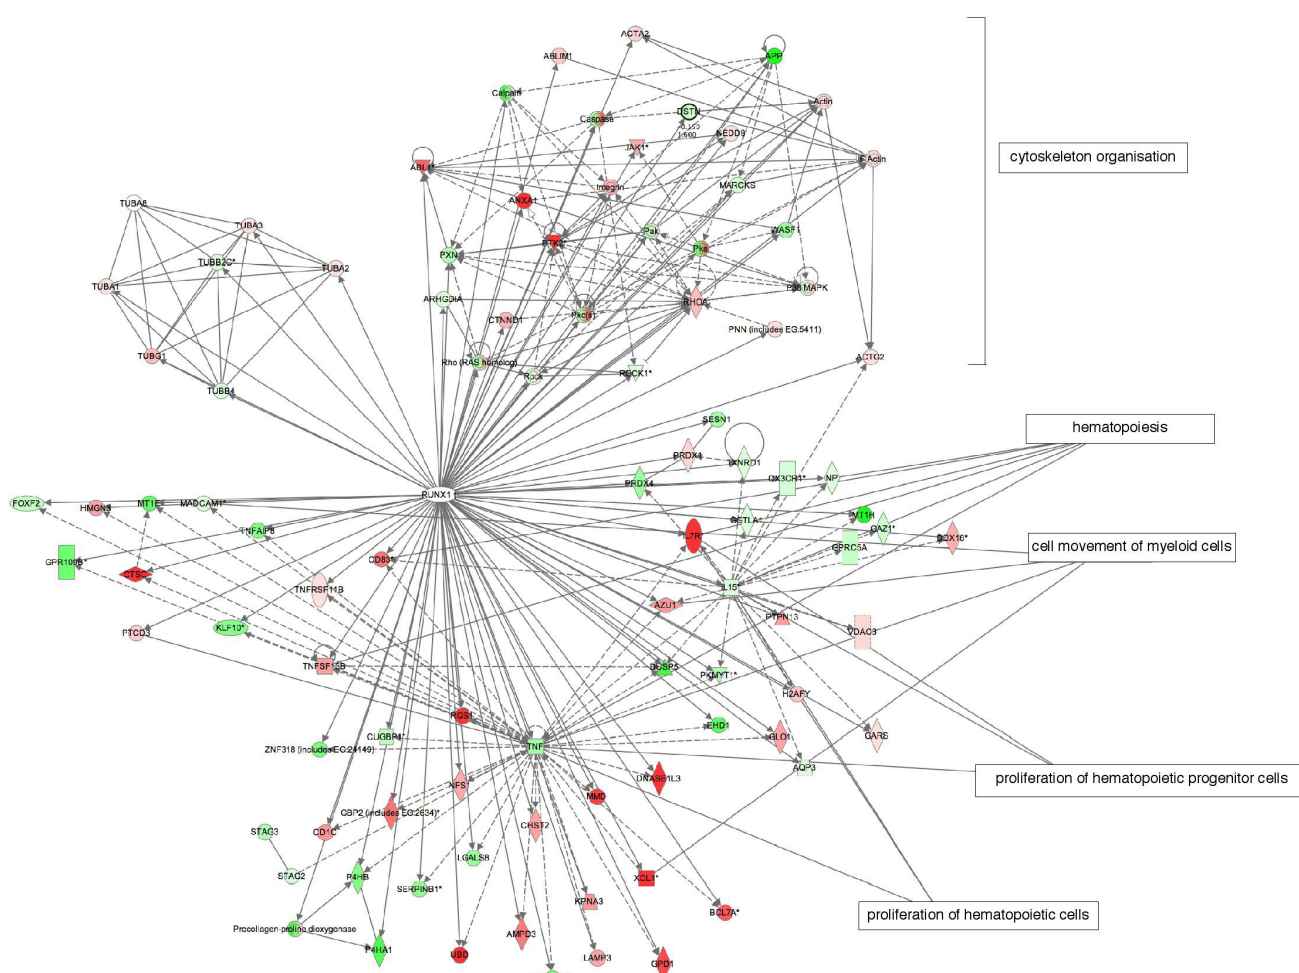 ACTA2
ABLIM1
APP
Calpain
Actin
Caspase
DSTN
-0.150
1.600
NEDD9
JAK1*
F Actin
ABL1*
Integrin
MARCKS
ANXA1
TUBA8
TUBA3
Pak
WASF1
PTK2*
PXN
TUBB2C*
TUBA2
TUBA1
P38 MAPK
ARHGDIA
RHOA
Pkc(s)
CTNND1
PNN (includes EG:5411)
TUBG1
Rho (RAS homolog)
ACTG2
Rock
ROCK1*
TUBB4
cytoskeleton organisation
SESN1
hematopoiesis
PRDX1
TXNRD1
PRDX4
CX3CR1*
NP
RUNX1
FOXF2
HMGN3
MT1E
MADCAM1*
MT1H
OAZ1*
TNFAIP8
IL7R*
DDX16*
cell movement of myeloid cells
GPRC5A
GPR109B*
CTSC
CD83*
TNFRSF11B
IL15*
AZU1
PTPN13
PTCD3
KLF10*
VDAC3
TNFSF13B
DUSP5
PKMYT1*
H2AFY
RGS1
EHD1
CUGBP1*
GLO1
CARS
ZNF318 (includes EG:24149)
TNF
AQP3
proliferation of hematopoietic progenitor cells
DNASE1L3
NFS1
MMD
GBP2 (includes EG:2634)*
CHST2
STAG3
CD1C
LGALS8
STAG2
P4HB
SERPINB1*
XCL1*
KPNA3
BCL7A*
proliferation of hematopoietic cells
Procollagen-proline dioxygenase
AMPD3
P4HA1
UBD
LAMP3
GPD1